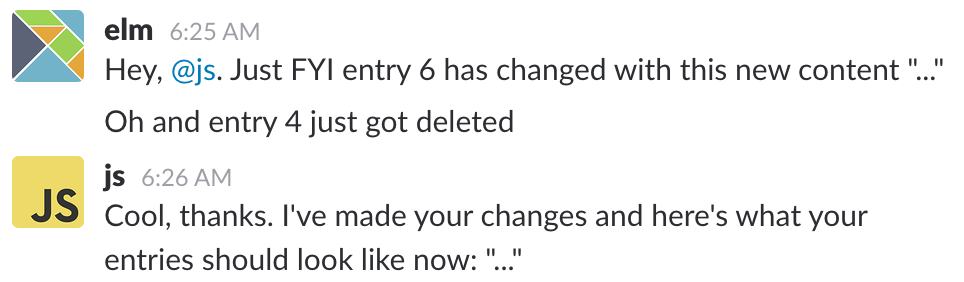 elm 6:25 AM
Hey, @js. Just FYI entry 6 has changed with this new content "..."
Oh and entry 4 just got deleted
JS
js 6:26 AM
Cool, thanks. I've made your changes and here's what your
entries should look like now: "..."